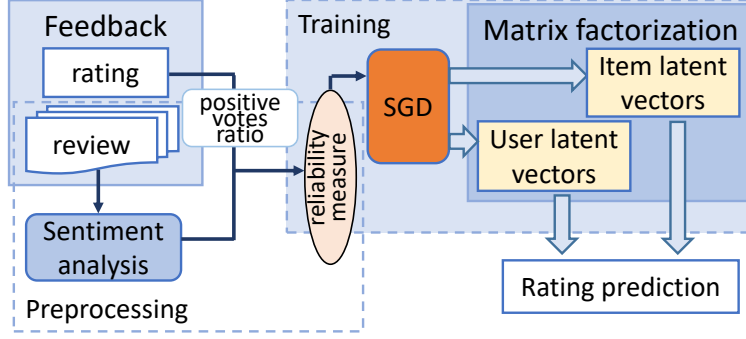 Feedback
rating
review
positive
votes
ratio
Sentiment
analysis
Preprocessing
Training
reliability
measure
SGD
Matrix factorization
Item latent
vectors
User latent
vectors
Rating prediction